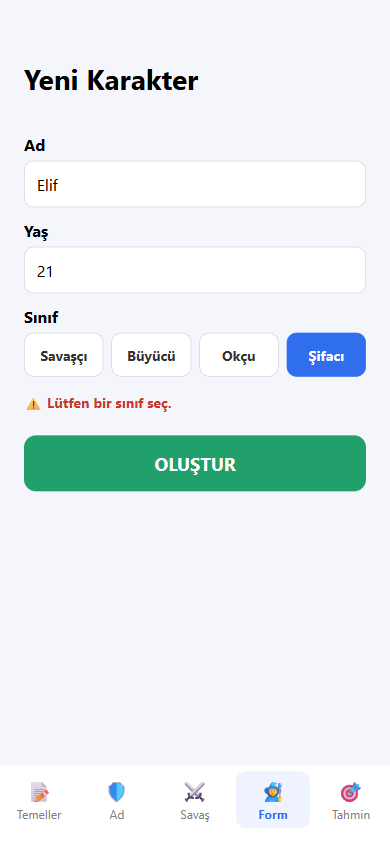 Yeni Karakter
Ad
Elif
Yaş
21
Sınıf
Savaşçı Büyücü Okçu Şifacı
⚠️ Lütfen bir sınıf seç.
OLUŞTUR
Temeller Ad Savaş Form Tahmin